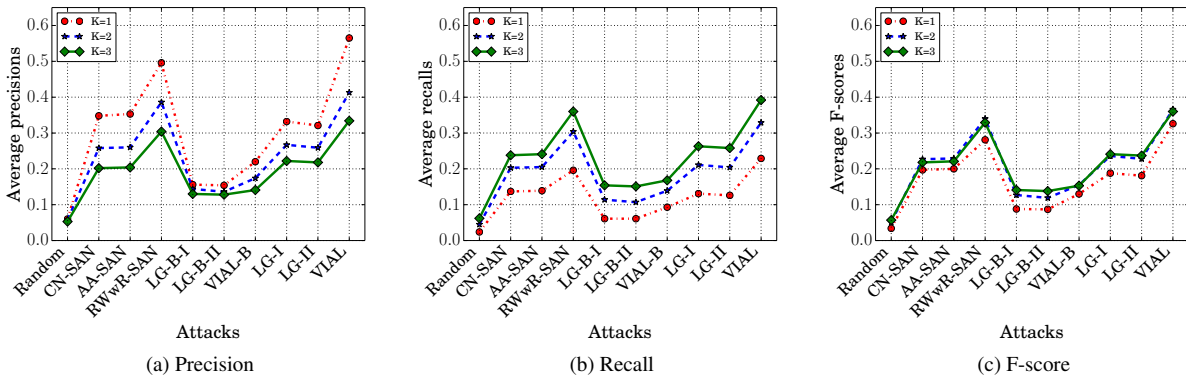 Average precisions
0.6
0.5
0.4
0.3
0.2
0.1
0.0
K=1
K=2
K=3
Random
CN-SAN
AA-SAN
RWwR-SAN
LG-B-I
LG-B-II
VIAL-B
LG-I
LG-II
VIAL
Attacks
(a) Precision
Average recalls
0.6
0.5
0.4
0.3
0.2
0.1
0.0
K=1
K=2
K=3
Random
CN-SAN
AA-SAN
RWwR-SAN
LG-B-I
LG-B-II
VIAL-B
LG-I
LG-II
VIAL
Attacks
(b) Recall
Average F-scores
0.6
0.5
0.4
0.3
0.2
0.1
0.0
K=1
K=2
K=3
Random
CN-SAN
AA-SAN
RWwR-SAN
LG-B-I
LG-B-II
VIAL-B
LG-I
LG-II
VIAL
Attacks
(c) F-score